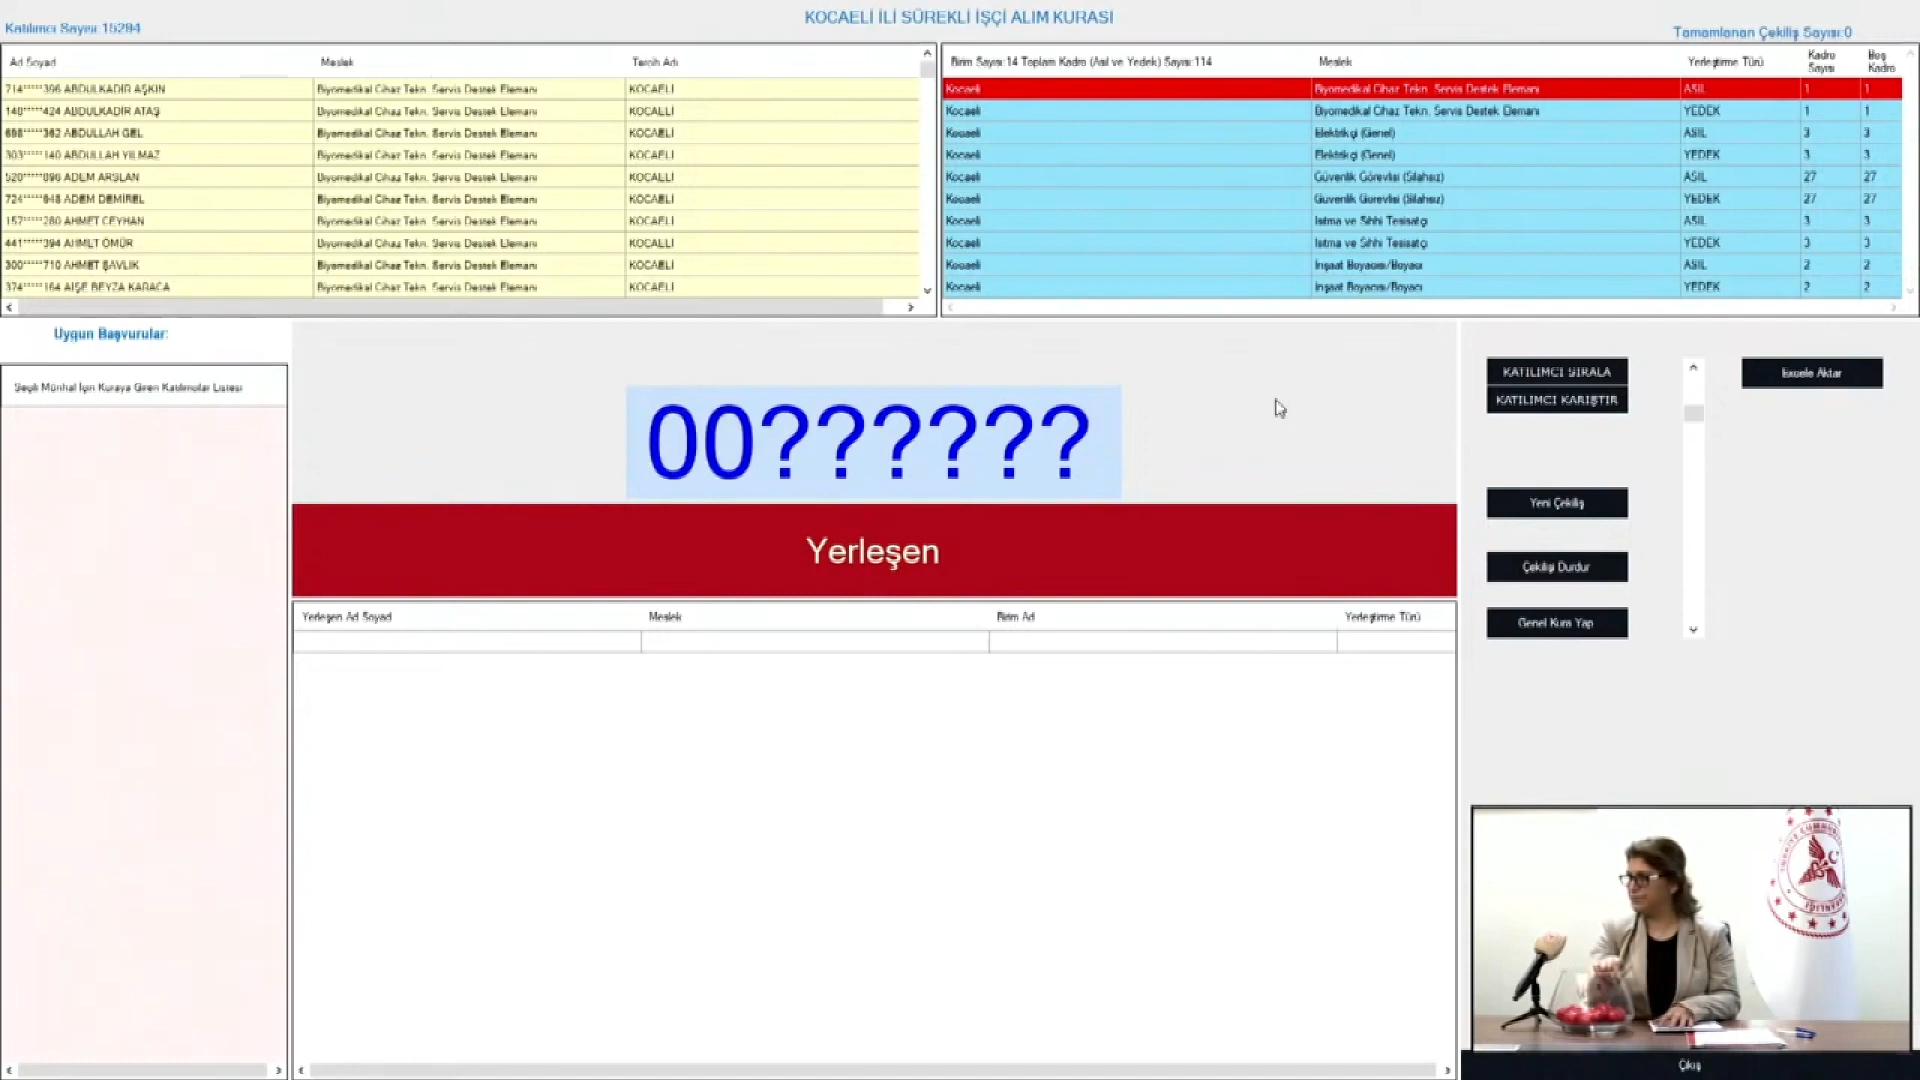 KOCAELİ İLİ SÜREKLİ İŞÇİ ALIM KURASI
Katılımcı Sayısı:15294
Tamamlanan Çekiliş Sayısı:0
Ad Soyad Meslek Tercih Adı
714*****396 ABDULKADİR AŞKIN Biyomedikal Cihaz Tekn. Servis Destek Elemanı KOCAELİ
140*****424 ABDULKADİR ATAŞ Biyomedikal Cihaz Tekn. Servis Destek Elemanı KOCAELİ
ABDULLAH GEL Biyomedikal Cihaz Tekn. Servis Destek Elemanı KOCAELİ
303*****140 ABDULLAH YILMAZ Biyomedikal Cihaz Tekn. Servis Destek Elemanı KOCAELİ
520*****096 ADEM ARSLAN Biyomedikal Cihaz Tekn. Servis Destek Elemanı KOCAELİ
ADEM DEMİREL Biyomedikal Cihaz Tekn. Servis Destek Elemanı KOCAELİ
157*****280 AHMET CEYHAN Biyomedikal Cihaz Tekn. Servis Destek Elemanı KOCAELİ
441*****394 AHMET ÖMÜR Biyomedikal Cihaz Tekn. Servis Destek Elemanı KOCAELİ
300*****710 AHMET ŞAVLIK Biyomedikal Cihaz Tekn. Servis Destek Elemanı KOCAELİ
374*****164 AİŞE BEYZA KARACA Biyomedikal Cihaz Tekn. Servis Destek Elemanı KOCAELİ
Birim Sayısı:14 Toplam Kadro (Asıl ve Yedek) Sayısı:114 Meslek Yerleştirme Türü Kadro Sayısı Boş Kadro
Kocaeli Biyomedikal Cihaz Tekn. Servis Destek Elemanı ASIL 1 1
Kocaeli Biyomedikal Cihaz Tekn. Servis Destek Elemanı YEDEK 1 1
Kocaeli Elektrikçi (Genel) ASIL 3 3
Kocaeli Elektrikçi (Genel) YEDEK 3 3
Kocaeli Güvenlik Görevlisi (Silahsız) ASIL 27 27
Kocaeli Güvenlik Görevlisi (Silahsız) YEDEK 27 27
Kocaeli Isıtma ve Sıhhi Tesisatçı ASIL 3 3
Kocaeli Isıtma ve Sıhhi Tesisatçı YEDEK 3 3
Kocaeli İnşaat Boyacısı/Boyacı ASIL 2 2
Kocaeli İnşaat Boyacısı/Boyacı YEDEK 2 2
Uygun Başvurular:
Seçili Münhal İçin Kuraya Giren Katılımcılar Listesi
00??????
Yerleşen
Yerleşen Ad Soyad Meslek Birim Ad Yerleştirme Türü
KATILIMCI SIRALA
KATILIMCI KARIŞTIR
Excele Aktar
Yeni Çekiliş
Çekilişi Durdur
Genel Kura Yap
Çıkış